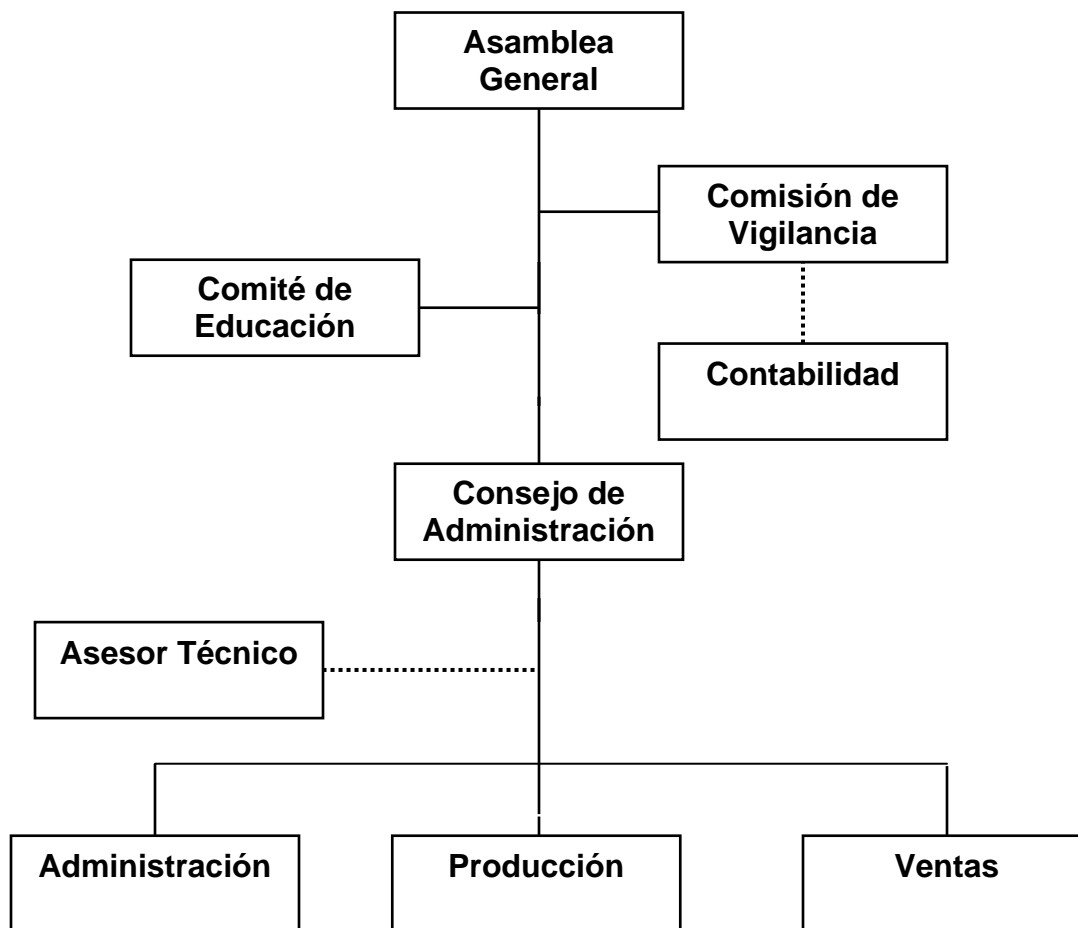 Asamblea
General
Comisión de
Vigilancia
Comité de
Educación
Contabilidad
Consejo de
Administración
Asesor Técnico
Administración
Producción
Ventas